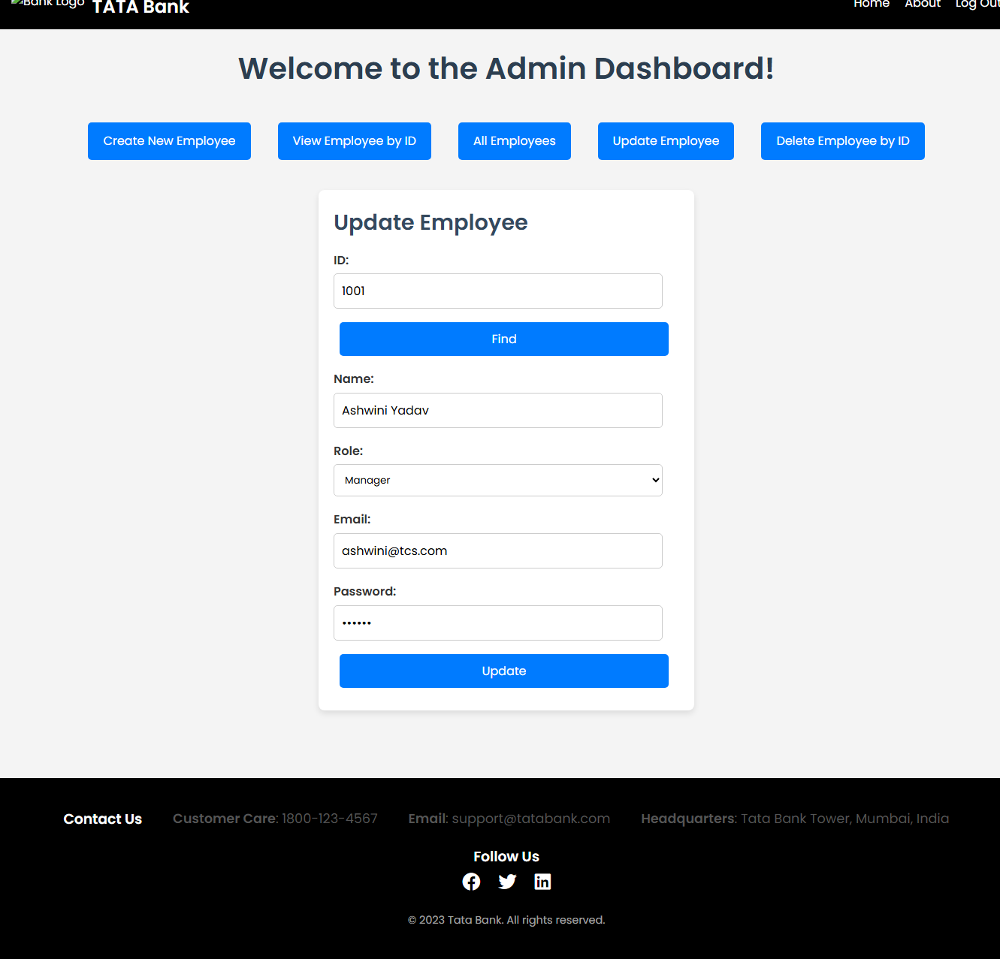 Bank Logo TATA Bank Home About Log Out
Welcome to the Admin Dashboard!
Create New Employee View Employee by ID All Employees Update Employee Delete Employee by ID
Update Employee
ID:
1001
Find
Name:
Ashwini Yadav
Role:
Manager
Email:
ashwini@tcs.com
Password:
••••••
Update
Contact Us Customer Care: 1800-123-4567 Email: support@tatabank.com Headquarters: Tata Bank Tower, Mumbai, India
Follow Us
© 2023 Tata Bank. All rights reserved.